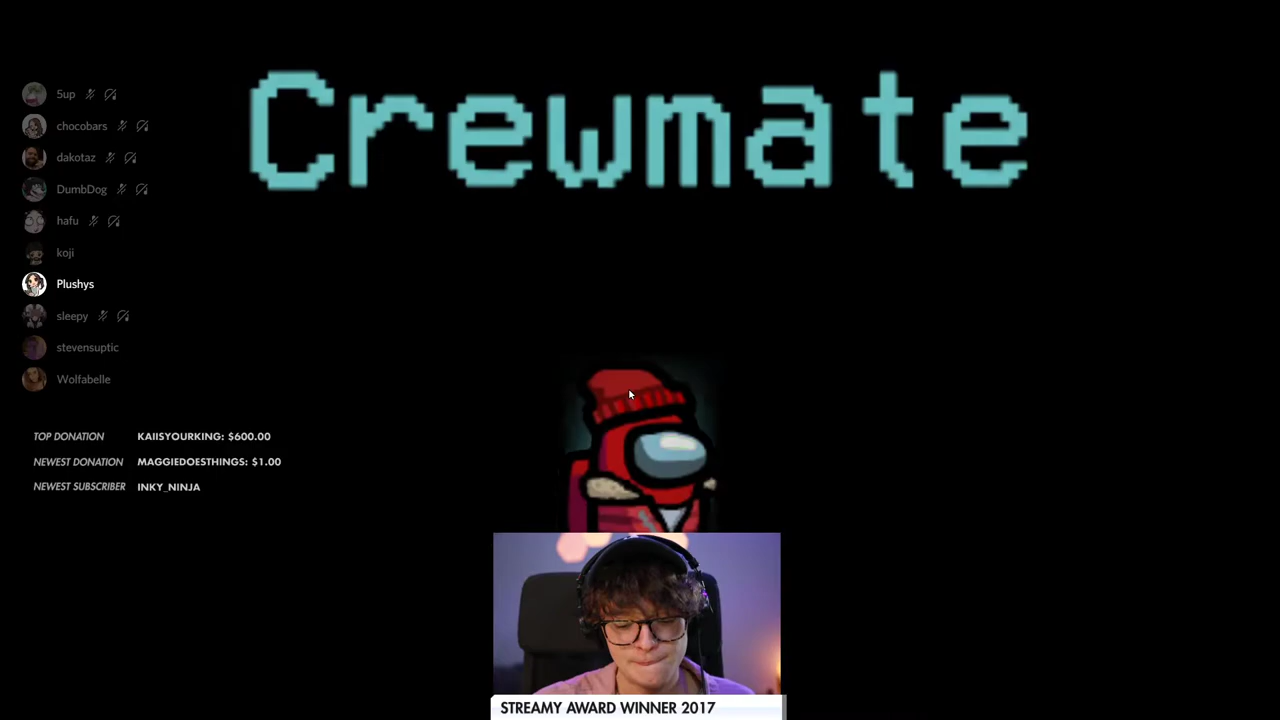 Crewmate
5up
chocobars
dakotaz
DumbDog
hafu
koji
Plushys
sleepy
stevensuptic
Wolfabelle
TOP DONATION KAIISYOURKING: $600.00
NEWEST DONATION MAGGIEDOESTHINGS: $1.00
NEWEST SUBSCRIBER INKY_NINJA
STREAMY AWARD WINNER 2017